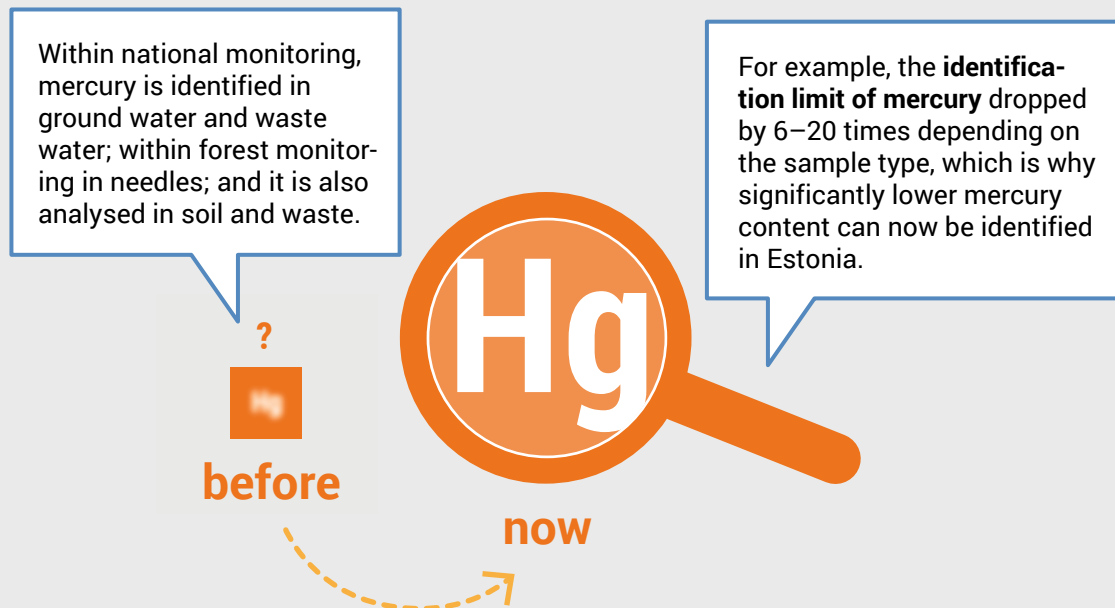 Within national monitoring,
mercury is identified in
ground water and waste
water; within forest monitor-
ing in needles; and it is also
analysed in soil and waste.
For example, the identifica-
tion limit of mercury dropped
by 6–20 times depending on
the sample type, which is why
significantly lower mercury
content can now be identified
in Estonia.
?
Hg
before
Hg
now